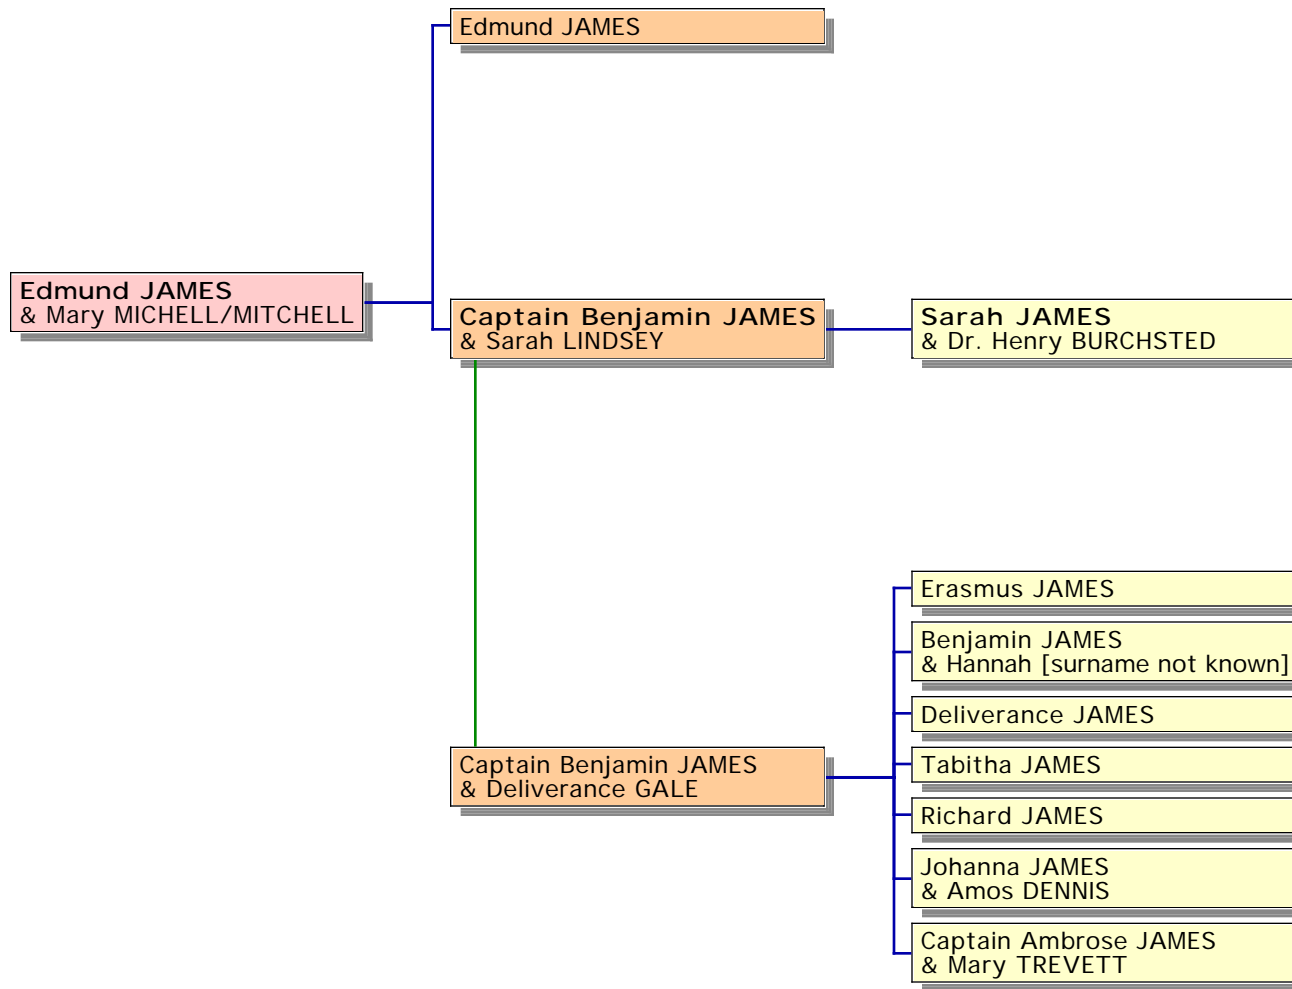 Edmund JAMES
Edmund JAMES
& Mary MICHELL/MITCHELL
Captain Benjamin JAMES
& Sarah LINDSEY
Sarah JAMES
& Dr. Henry BURCHSTED
Captain Benjamin JAMES
& Deliverance GALE
Erasmus JAMES
Benjamin JAMES
& Hannah [surname not known]
Deliverance JAMES
Tabitha JAMES
Richard JAMES
Johanna JAMES
& Amos DENNIS
Captain Ambrose JAMES
& Mary TREVETT